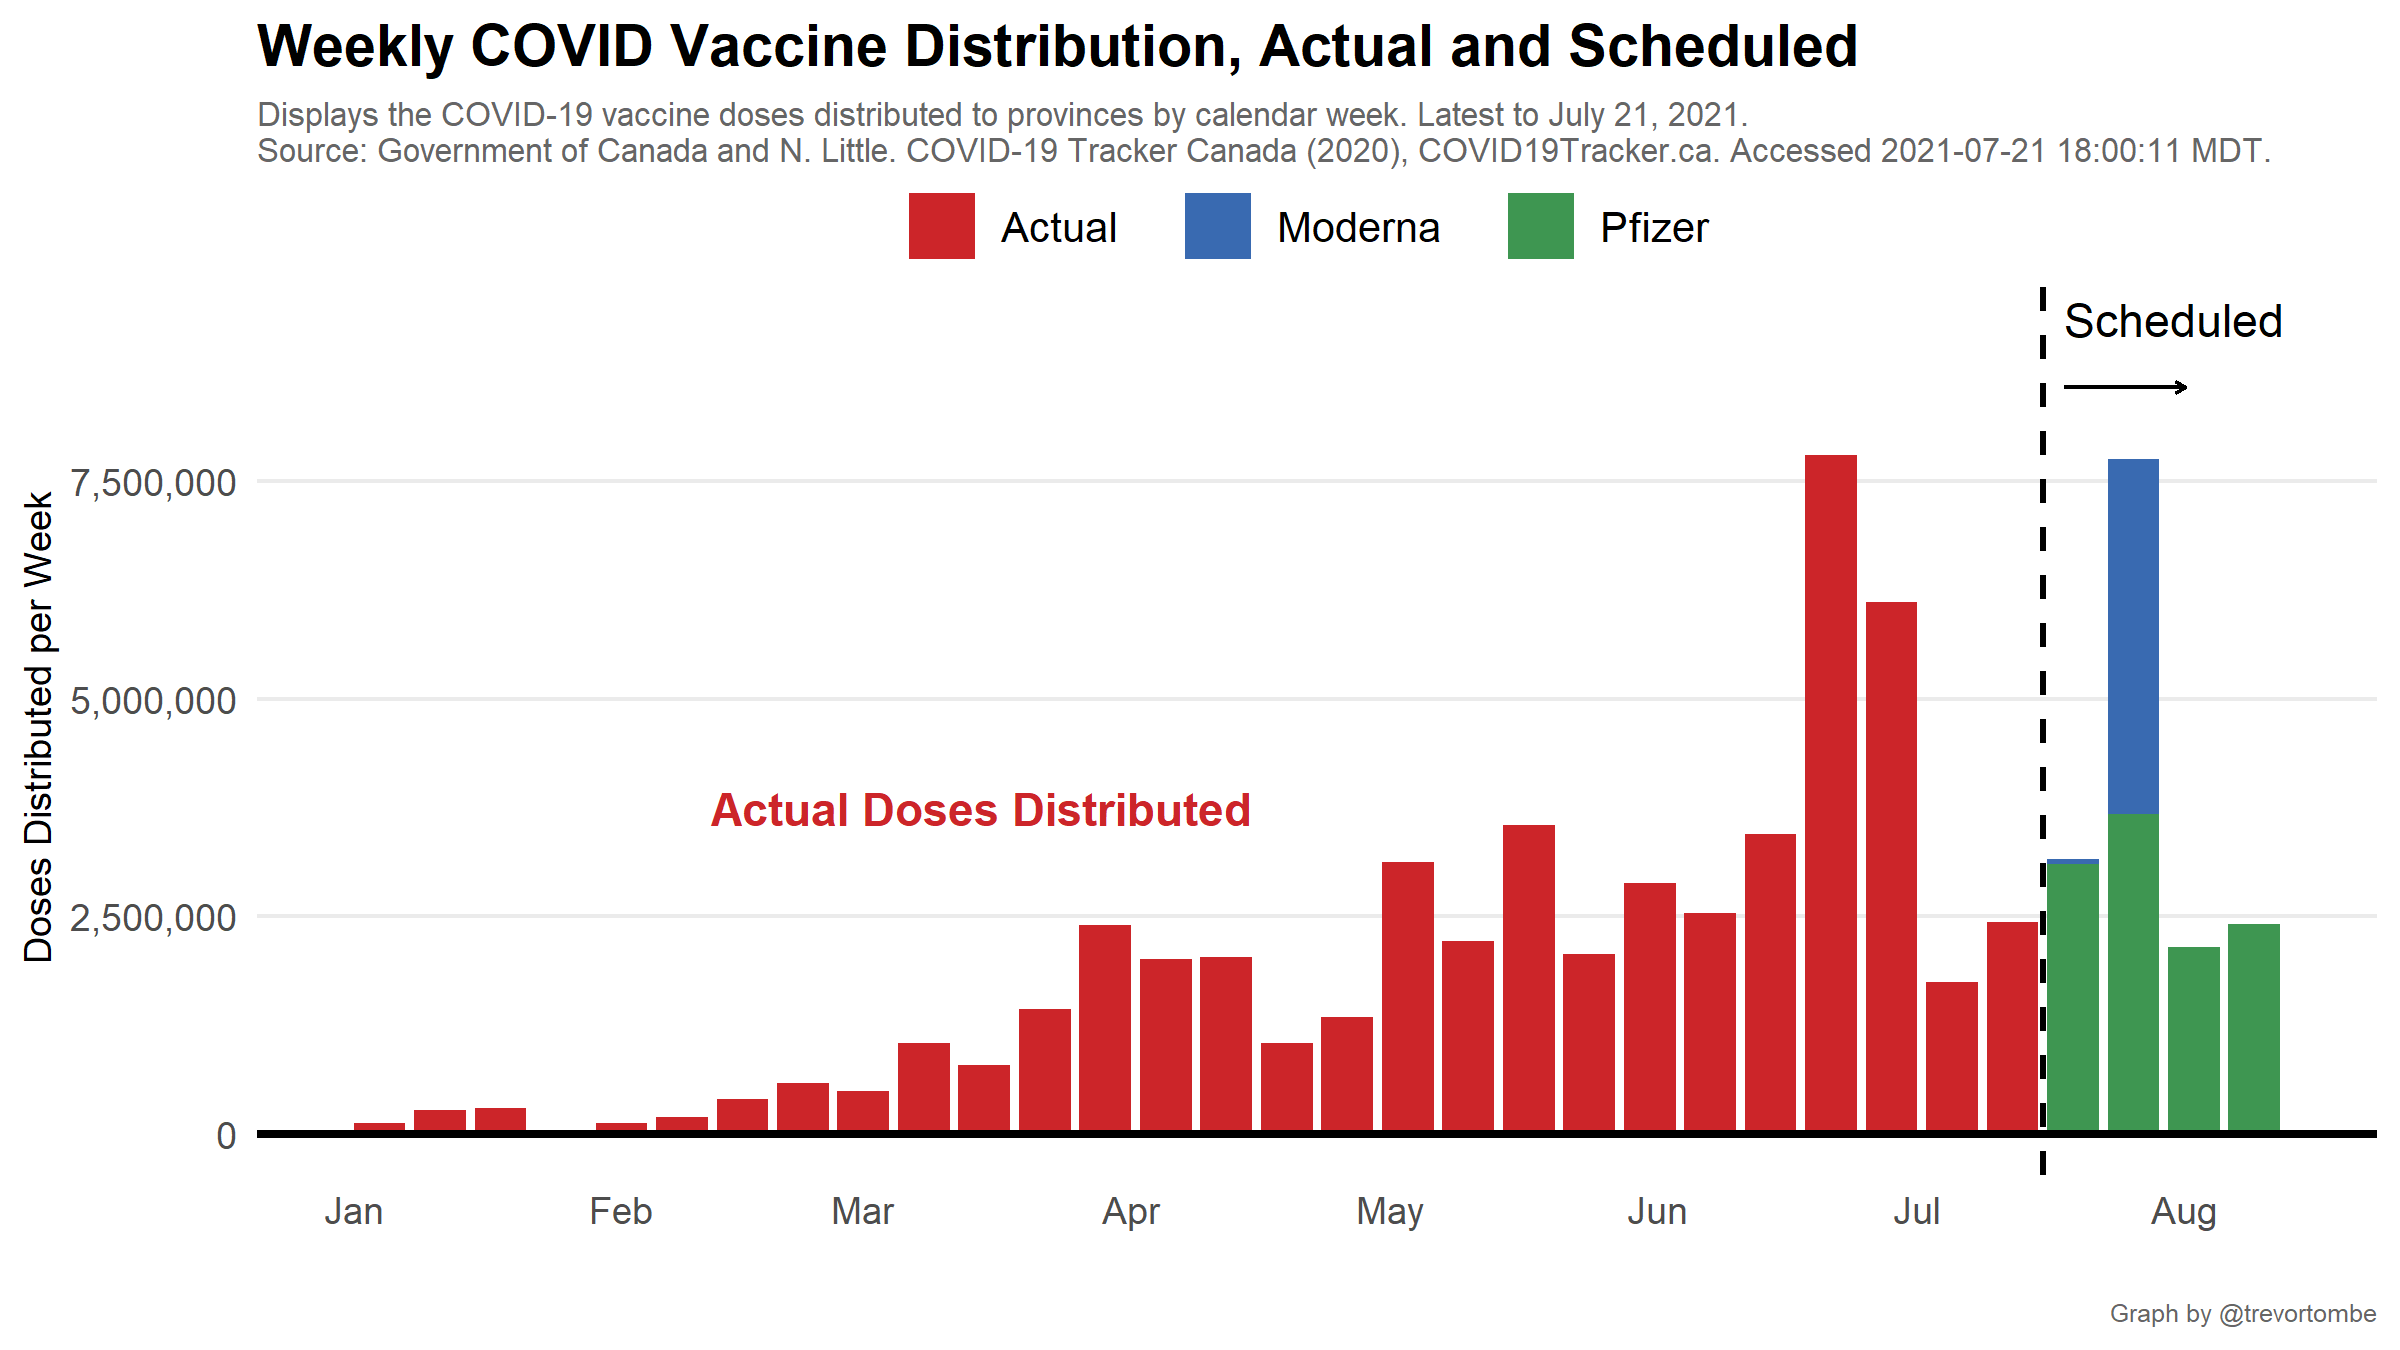 Weekly COVID Vaccine Distribution, Actual and Scheduled
Displays the COVID-19 vaccine doses distributed to provinces by calendar week. Latest to July 21, 2021.
Source: Government of Canada and N. Little. COVID-19 Tracker Canada (2020), COVID19Tracker.ca. Accessed 2021-07-21 18:00:11 MDT.
Actual Moderna Pfizer
Scheduled
Doses Distributed per Week
7,500,000
5,000,000
Actual Doses Distributed
2,500,000
0
Jan Feb Mar Apr May Jun Jul Aug
Graph by @trevortombe